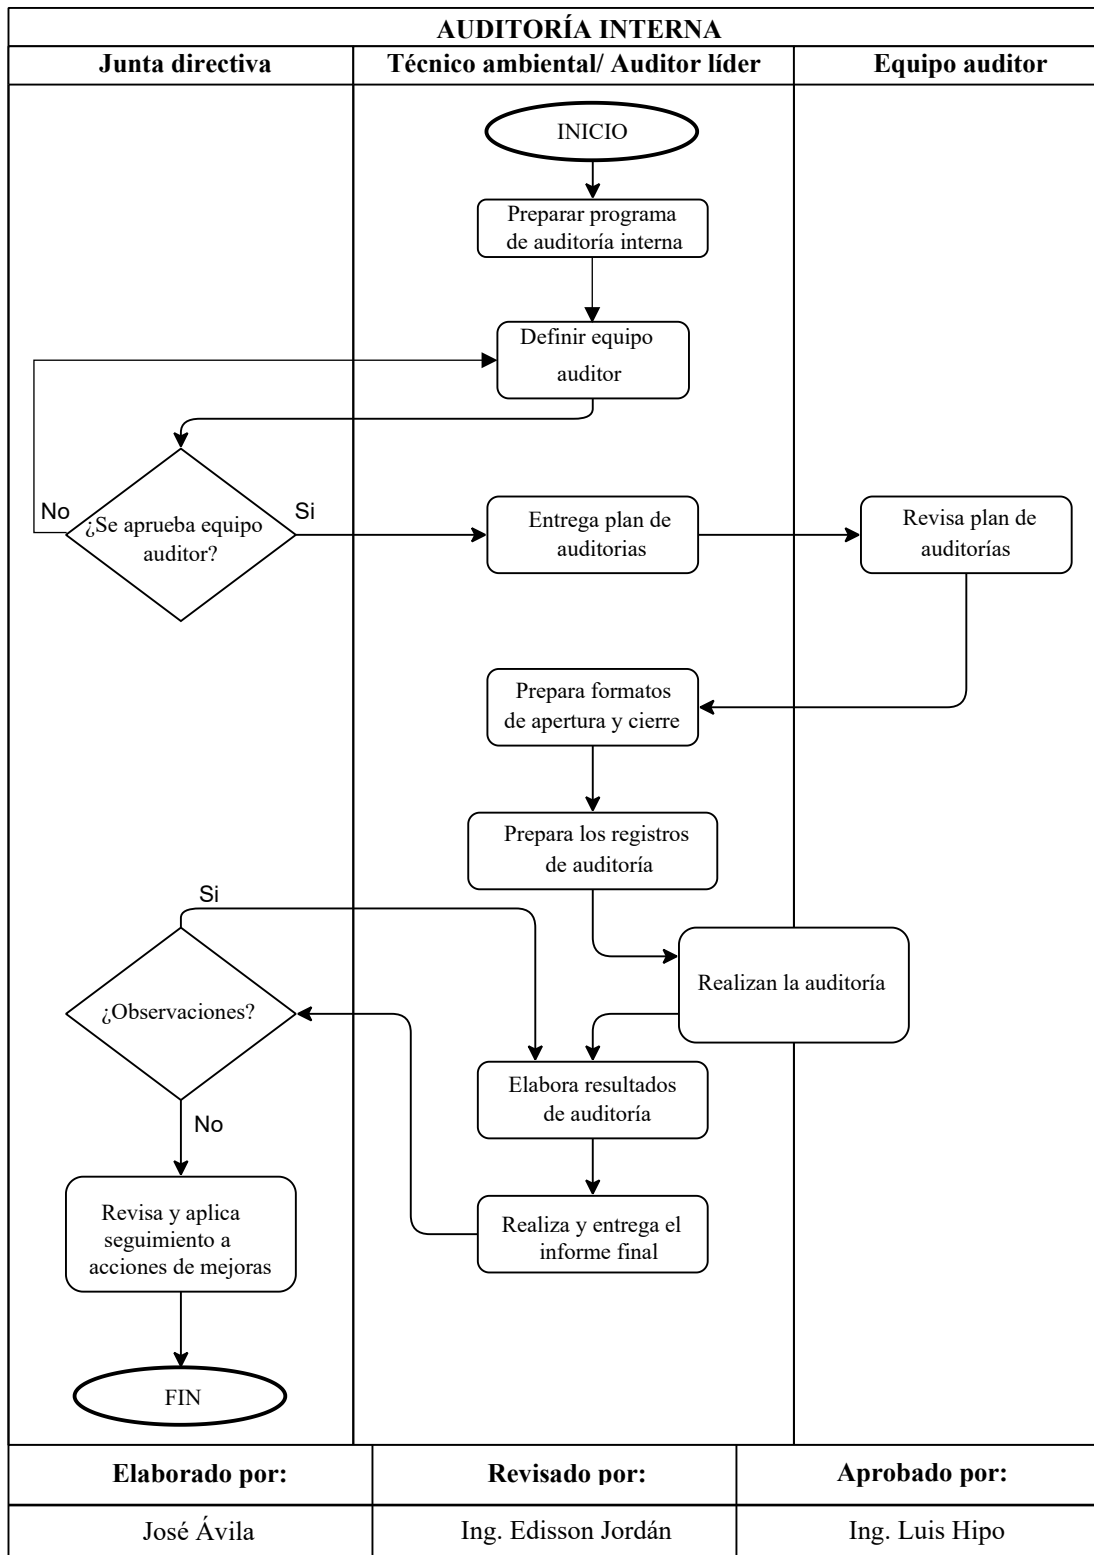 AUDITORÍA INTERNA
Junta directiva
Técnico ambiental/ Auditor líder
Equipo auditor
INICIO
Preparar programa
de auditoría interna
Definir equipo
auditor
No
¿Se aprueba equipo
auditor?
Si
Entrega plan de
auditorias
Revisa plan de
auditorías
Prepara formatos
de apertura y cierre
Prepara los registros
de auditoría
Si
Realizan la auditoría
¿Observaciones?
Elabora resultados
de auditoría
No
Realiza y entrega el
informe final
Revisa y aplica
seguimiento a
acciones de mejoras
FIN
Elaborado por:
Revisado por:
Aprobado por:
José Ávila
Ing. Edisson Jordán
Ing. Luis Hipo